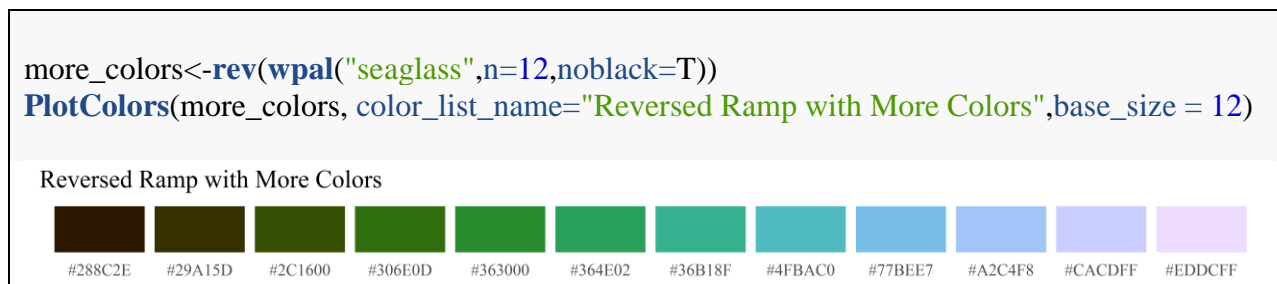 more_colors<-rev(wpal("seaglass",n=12,noblack=T))
PlotColors(more_colors, color_list_name="Reversed Ramp with More Colors",base_size = 12)
Reversed Ramp with More Colors
#288C2E #29A15D #2C1600 #306E0D #363000 #364E02 #36B18F #4FBAC0 #77BEE7 #A2C4F8 #CACDFF #EDDCFF